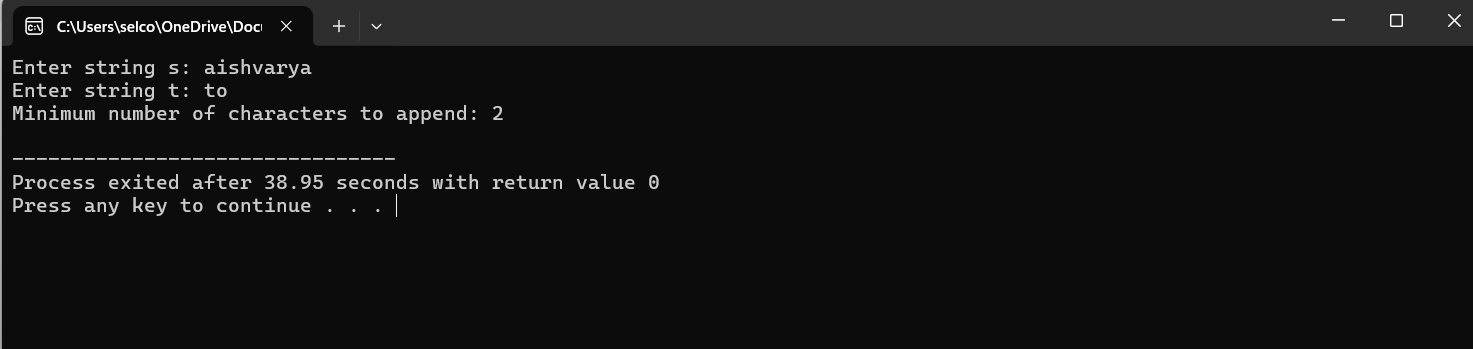 C:\Users\selco\OneDrive\Docu
Enter string s: aishvarya
Enter string t: to
Minimum number of characters to append: 2
--------------------------------
Process exited after 38.95 seconds with return value 0
Press any key to continue . . .